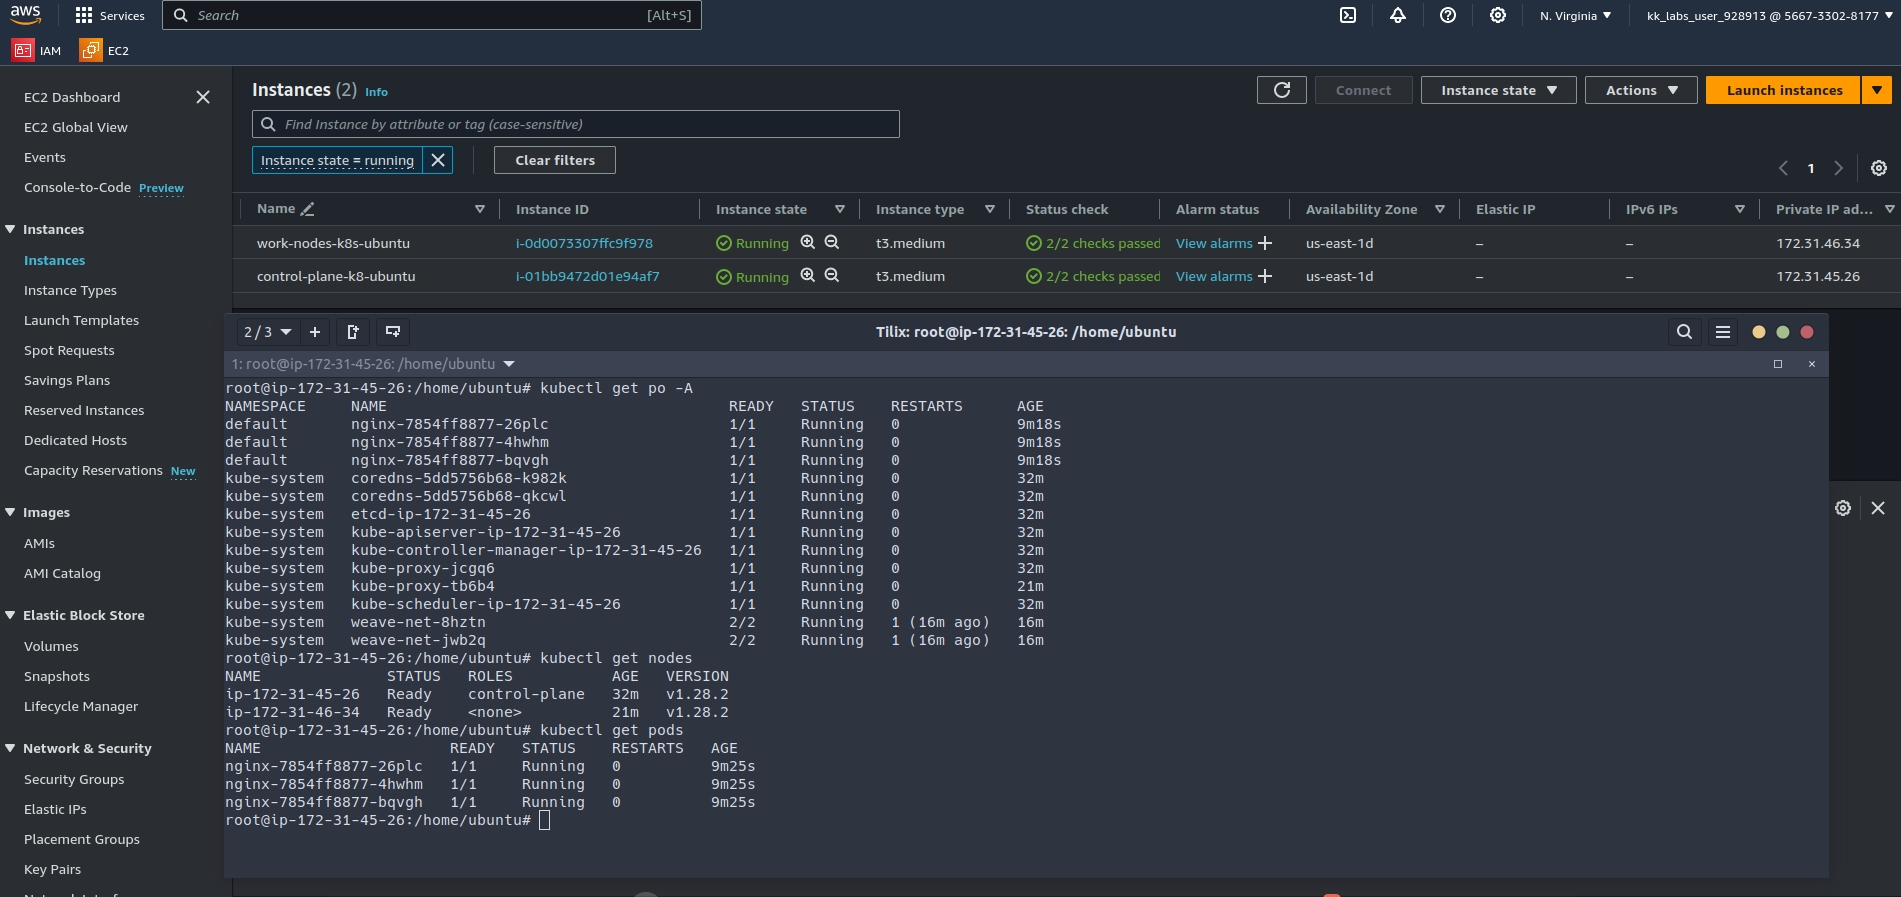 aws Services Search [Alt+S] N. Virginia kk_labs_user_928913 @ 5667-3302-8177
IAM EC2
EC2 Dashboard
EC2 Global View
Events
Console-to-Code Preview
Instances
Instances
Instance Types
Launch Templates
Spot Requests
Savings Plans
Reserved Instances
Dedicated Hosts
Capacity Reservations New
Images
AMIs
AMI Catalog
Elastic Block Store
Volumes
Snapshots
Lifecycle Manager
Network & Security
Security Groups
Elastic IPs
Placement Groups
Key Pairs
Instances (2) Info Connect Instance state Actions Launch instances
Find Instance by attribute or tag (case-sensitive)
Instance state = running Clear filters
1
Name Instance ID Instance state Instance type Status check Alarm status Availability Zone Elastic IP IPv6 IPs Private IP ad...
work-nodes-k8s-ubuntu i-0d0073307ffc9f978 Running t3.medium 2/2 checks passed View alarms + us-east-1d – – 172.31.46.34
control-plane-k8-ubuntu i-01bb9472d01e94af7 Running t3.medium 2/2 checks passed View alarms + us-east-1d – – 172.31.45.26
2 / 3 Tilix: root@ip-172-31-45-26: /home/ubuntu
1: root@ip-172-31-45-26: /home/ubuntu
root@ip-172-31-45-26:/home/ubuntu# kubectl get po -A
NAMESPACE NAME READY STATUS RESTARTS AGE
default nginx-7854ff8877-26plc 1/1 Running 0 9m18s
default nginx-7854ff8877-4hwhm 1/1 Running 0 9m18s
default nginx-7854ff8877-bqvgh 1/1 Running 0 9m18s
kube-system coredns-5dd5756b68-k982k 1/1 Running 0 32m
kube-system coredns-5dd5756b68-qkcwl 1/1 Running 0 32m
kube-system etcd-ip-172-31-45-26 1/1 Running 0 32m
kube-system kube-apiserver-ip-172-31-45-26 1/1 Running 0 32m
kube-system kube-controller-manager-ip-172-31-45-26 1/1 Running 0 32m
kube-system kube-proxy-jcgq6 1/1 Running 0 32m
kube-system kube-proxy-tb6b4 1/1 Running 0 21m
kube-system kube-scheduler-ip-172-31-45-26 1/1 Running 0 32m
kube-system weave-net-8hztn 2/2 Running 1 (16m ago) 16m
kube-system weave-net-jwb2q 2/2 Running 1 (16m ago) 16m
root@ip-172-31-45-26:/home/ubuntu# kubectl get nodes
NAME STATUS ROLES AGE VERSION
ip-172-31-45-26 Ready control-plane 32m v1.28.2
ip-172-31-46-34 Ready <none> 21m v1.28.2
root@ip-172-31-45-26:/home/ubuntu# kubectl get pods
NAME READY STATUS RESTARTS AGE
nginx-7854ff8877-26plc 1/1 Running 0 9m25s
nginx-7854ff8877-4hwhm 1/1 Running 0 9m25s
nginx-7854ff8877-bqvgh 1/1 Running 0 9m25s
root@ip-172-31-45-26:/home/ubuntu#